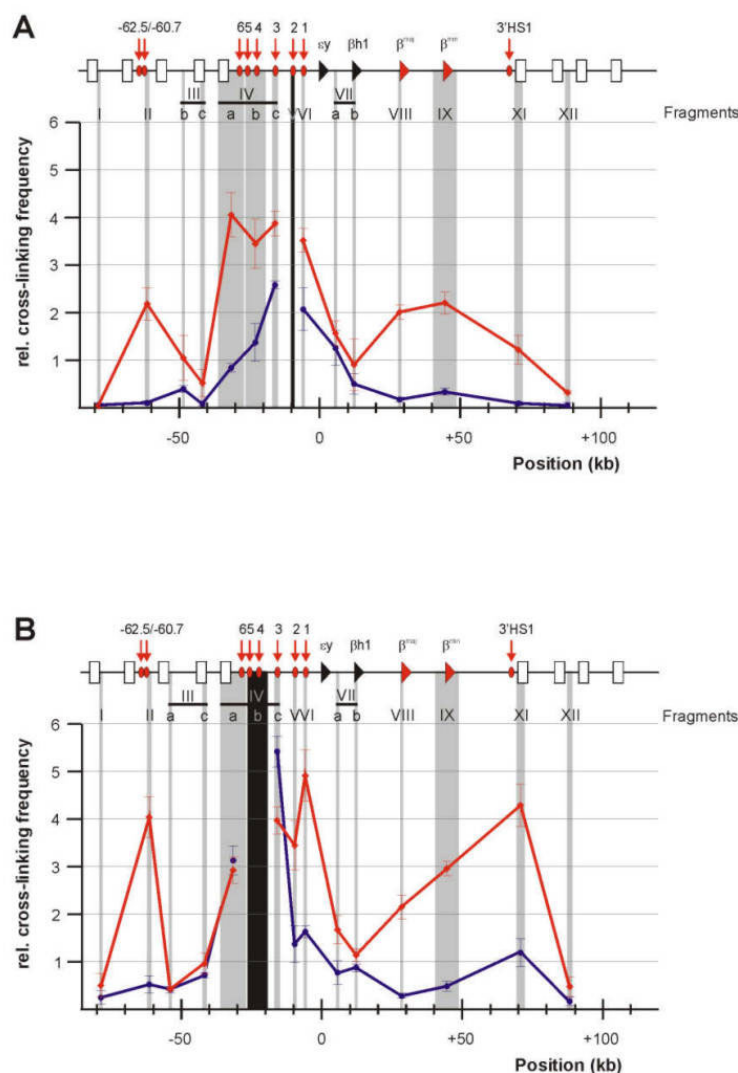 A
-62.5/-60.7 65 4 3 2 1 εy βh1 βmaj βmin 3'HS1
III IV VII
I II b c a b c V VI a b VIII IX XI XII Fragments
6
5
4
3
2
1
rel. cross-linking frequency
-50 0 +50 +100
Position (kb)
B
-62.5/-60.7 65 4 3 2 1 εy βh1 βmaj βmin 3'HS1
III IV VII
I II a c a b c V VI a b VIII IX XI XII Fragments
6
5
4
3
2
1
rel. cross-linking frequency
-50 0 +50 +100
Position (kb)